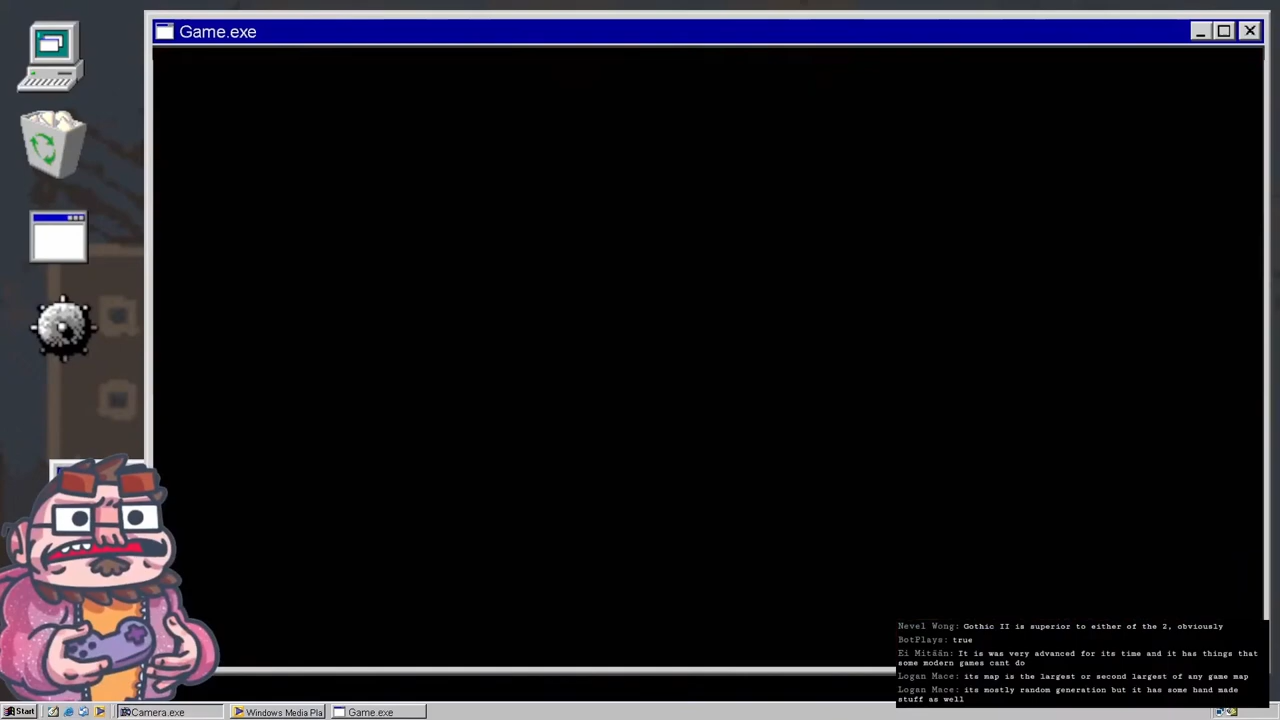 Game.exe
Nevel Wong: Gothic II is superior to either of the 2, obviously
BotPlays: true
Ei Mitään: It is was very advanced for its time and it has things that
some modern games cant do
Logan Mace: its map is the largest or second largest of any game map
Logan Mace: its mostly random generation but it has some hand made
stuff as well
Start Camera.exe Windows Media Pla Game.exe